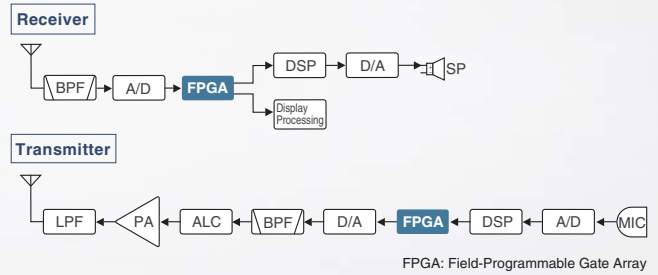 Receiver
BPF A/D FPGA DSP D/A SP
Display
Processing
Transmitter
LPF PA ALC BPF D/A FPGA DSP A/D MIC
FPGA: Field-Programmable Gate Array